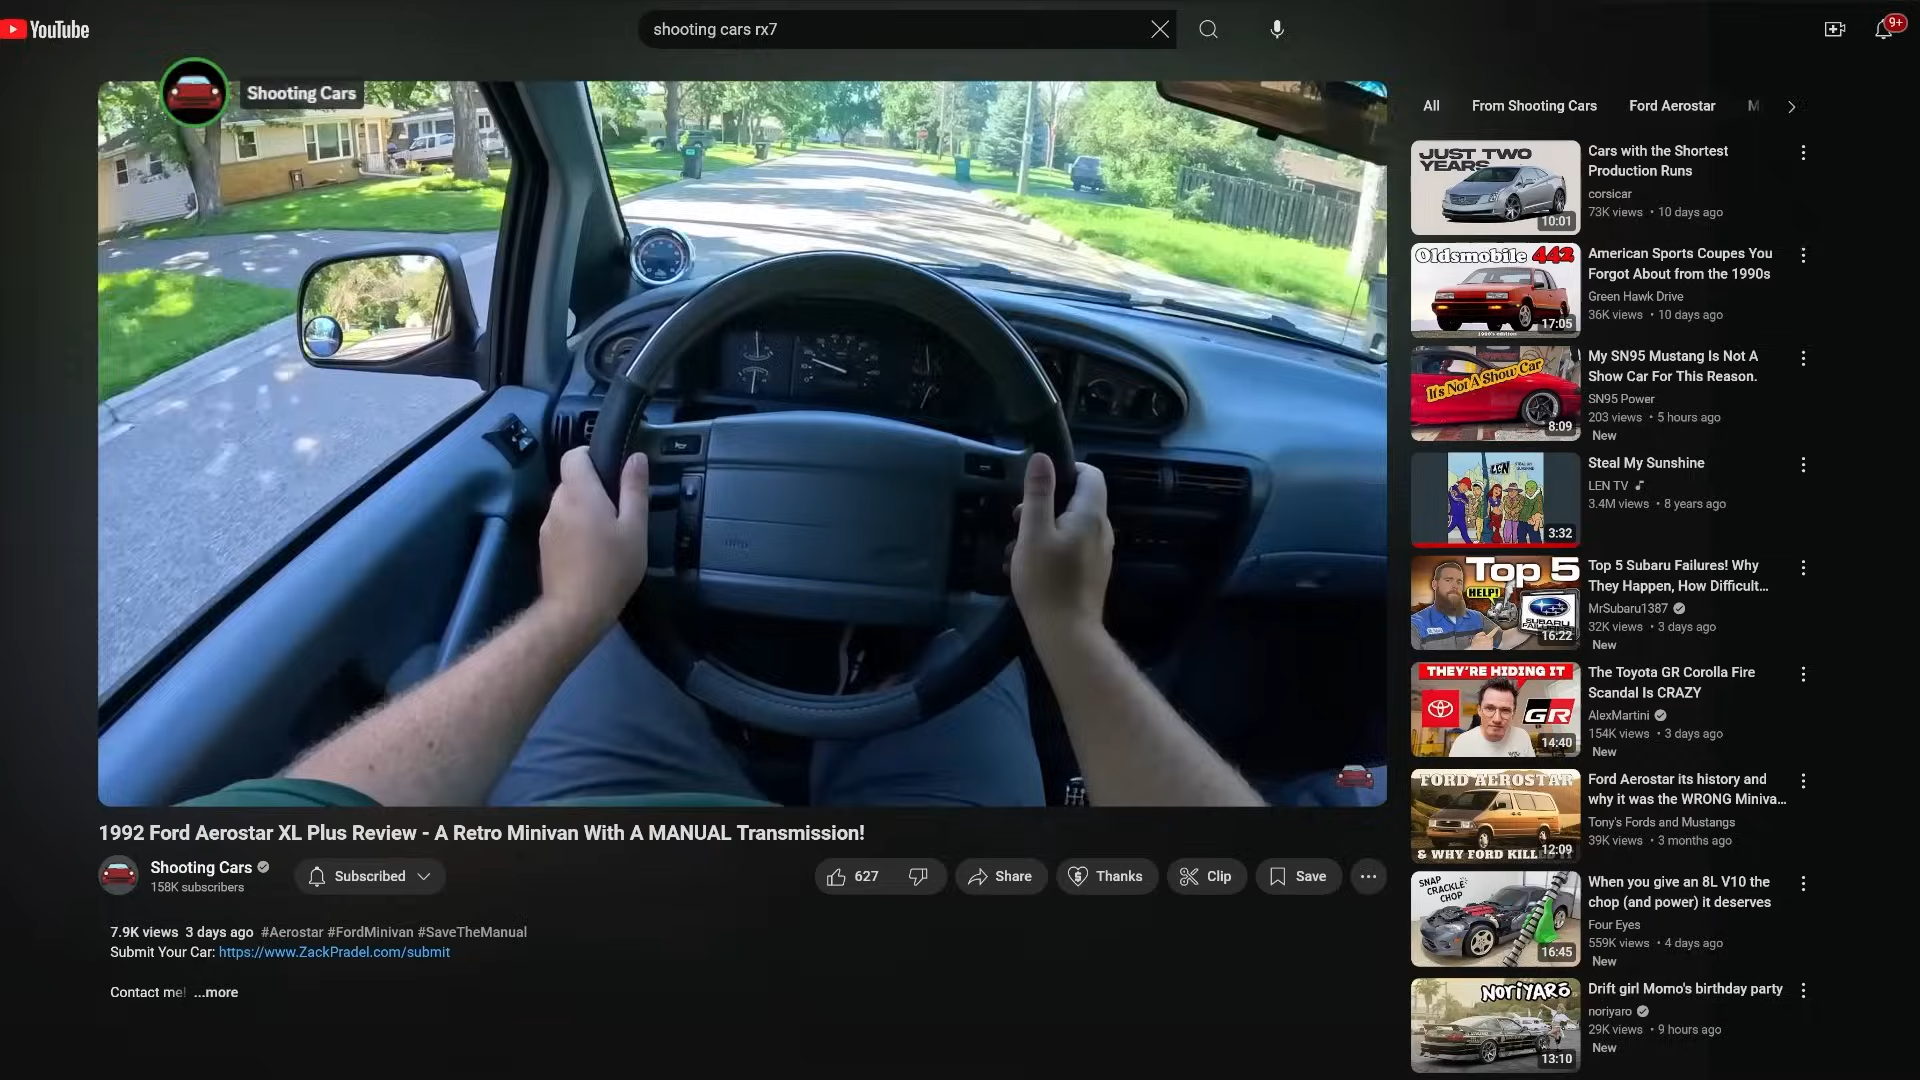 YouTube
shooting cars rx7
9+
Shooting Cars
1992 Ford Aerostar XL Plus Review - A Retro Minivan With A MANUAL Transmission!
Shooting Cars
158K subscribers
Subscribed
627
Share
Thanks
Clip
Save
7.9K views 3 days ago #Aerostar #FordMinivan #SaveTheManual
Submit Your Car: https://www.ZackPradel.com/submit
Contact me! ...more
All
From Shooting Cars
Ford Aerostar
M
JUST TWO
YEARS
10:01
Cars with the Shortest
Production Runs
corsicar
73K views • 10 days ago
Oldsmobile 442
17:05
American Sports Coupes You
Forgot About from the 1990s
Green Hawk Drive
36K views • 10 days ago
It's Not A Show Car
8:09
My SN95 Mustang Is Not A
Show Car For This Reason.
SN95 Power
203 views • 5 hours ago
New
LEN
3:32
Steal My Sunshine
LEN TV
3.4M views • 8 years ago
Top 5
HELP!
SUBARU
16:22
Top 5 Subaru Failures! Why
They Happen, How Difficult...
MrSubaru1387
32K views • 3 days ago
New
THEY'RE HIDING IT
GR
14:40
The Toyota GR Corolla Fire
Scandal Is CRAZY
AlexMartini
154K views • 3 days ago
New
FORD AEROSTAR
& WHY FORD KILLED IT
12:09
Ford Aerostar its history and
why it was the WRONG Miniva...
Tony's Fords and Mustangs
39K views • 3 months ago
SNAP
CRACKLE
CHOP
16:45
When you give an 8L V10 the
chop (and power) it deserves
Four Eyes
559K views • 4 days ago
New
NORIYARO
13:10
Drift girl Momo's birthday party
noriyaro
29K views • 9 hours ago
New